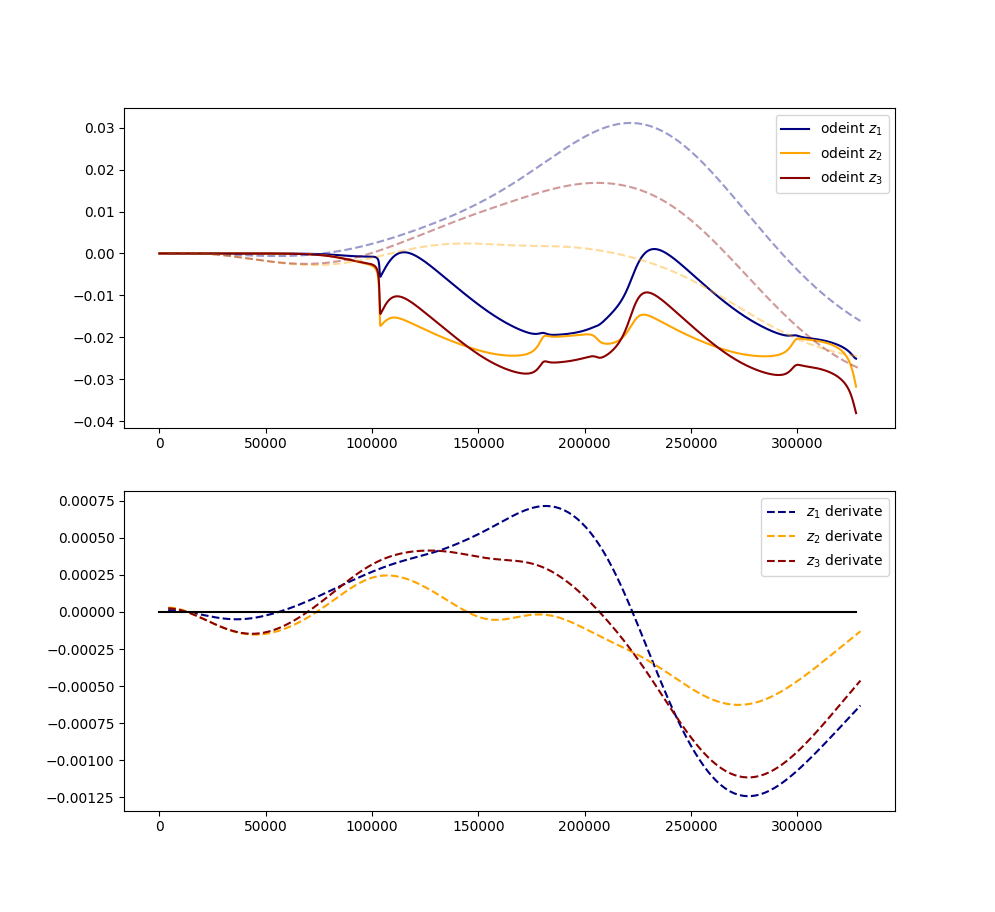 0.03
0.02
0.01
0.00
−0.01
−0.02
−0.03
−0.04
odeint z₁
odeint z₂
odeint z₃
0 50000 100000 150000 200000 250000 300000
0.00075
0.00050
0.00025
0.00000
−0.00025
−0.00050
−0.00075
−0.00100
−0.00125
z₁ derivate
z₂ derivate
z₃ derivate
0 50000 100000 150000 200000 250000 300000